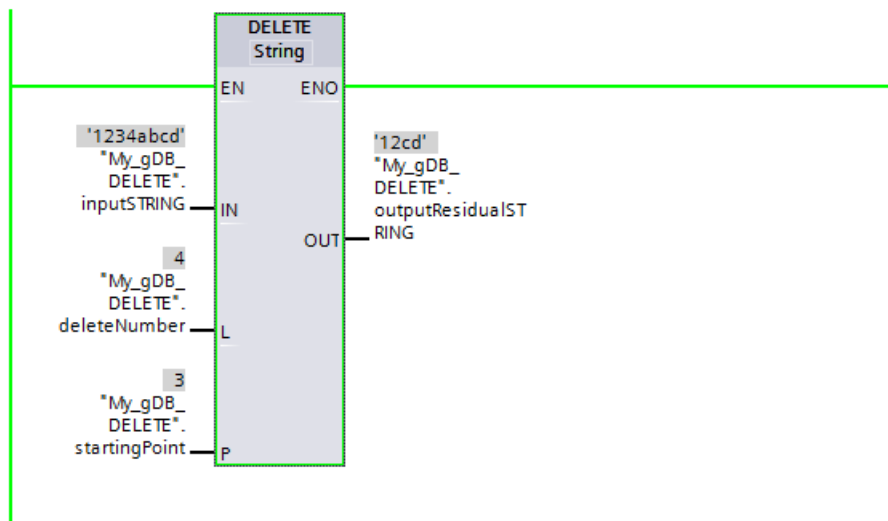 DELETE
String
EN ENO
'1234abcd'
"My_gDB_
DELETE".
inputSTRING
IN
'12cd'
"My_gDB_
DELETE".
outputResidualST
RING
OUT
4
"My_gDB_
DELETE".
deleteNumber
L
3
"My_gDB_
DELETE".
startingPoint
P